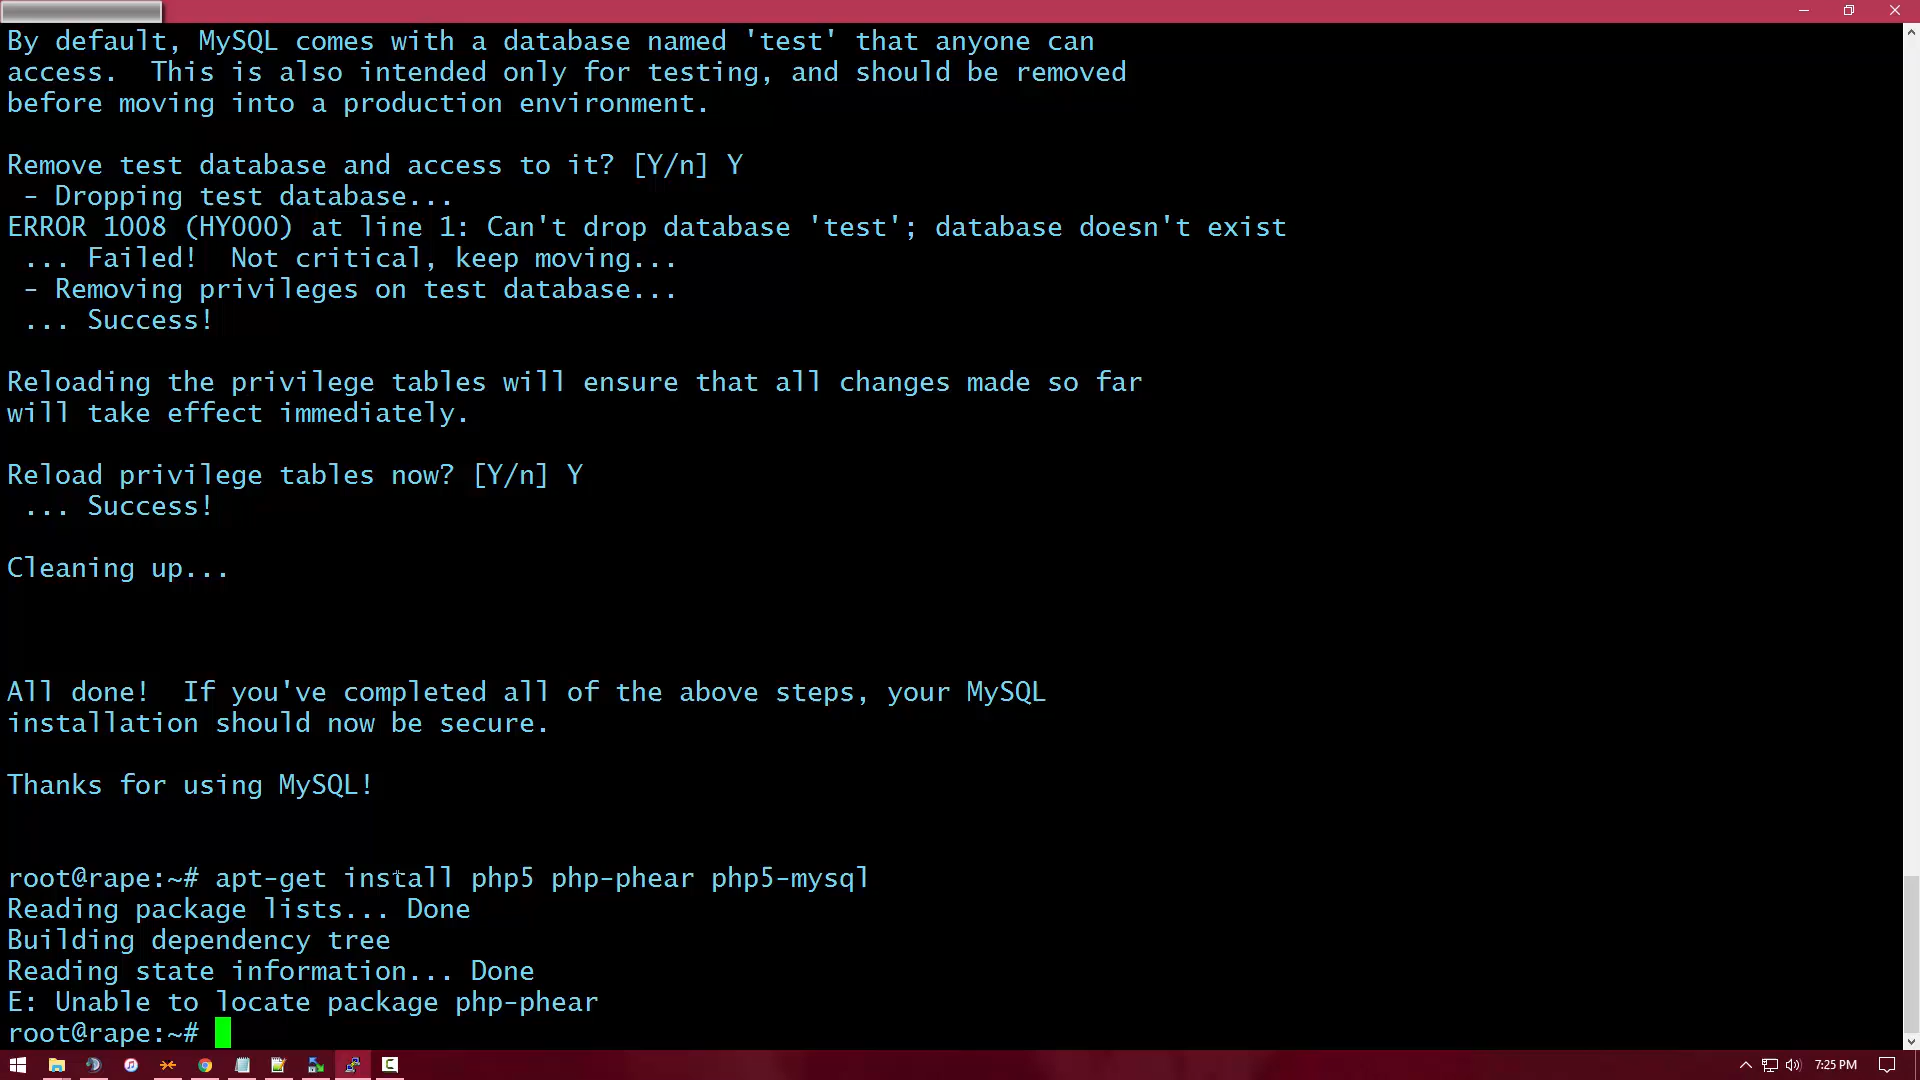 By default, MySQL comes with a database named 'test' that anyone can
access.  This is also intended only for testing, and should be removed
before moving into a production environment.
Remove test database and access to it? [Y/n] Y
 - Dropping test database...
ERROR 1008 (HY000) at line 1: Can't drop database 'test'; database doesn't exist
 ... Failed!  Not critical, keep moving...
 - Removing privileges on test database...
 ... Success!
Reloading the privilege tables will ensure that all changes made so far
will take effect immediately.
Reload privilege tables now? [Y/n] Y
 ... Success!
Cleaning up...
All done!  If you've completed all of the above steps, your MySQL
installation should now be secure.
Thanks for using MySQL!
root@rape:~# apt-get install php5 php-phear php5-mysql
Reading package lists... Done
Building dependency tree
Reading state information... Done
E: Unable to locate package php-phear
root@rape:~#
7:25 PM